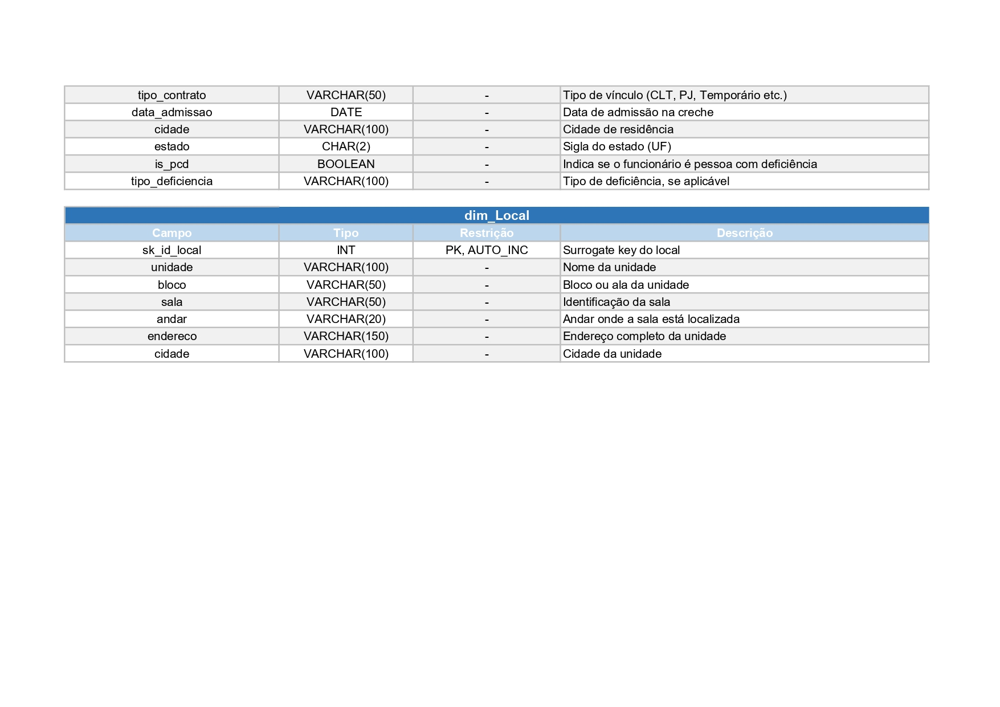 tipo_contrato VARCHAR(50) - Tipo de vínculo (CLT, PJ, Temporário etc.)
data_admissao DATE - Data de admissão na creche
cidade VARCHAR(100) - Cidade de residência
estado CHAR(2) - Sigla do estado (UF)
is_pcd BOOLEAN - Indica se o funcionário é pessoa com deficiência
tipo_deficiencia VARCHAR(100) - Tipo de deficiência, se aplicável
dim_Local
Campo Tipo Restrição Descrição
sk_id_local INT PK, AUTO_INC Surrogate key do local
unidade VARCHAR(100) - Nome da unidade
bloco VARCHAR(50) - Bloco ou ala da unidade
sala VARCHAR(50) - Identificação da sala
andar VARCHAR(20) - Andar onde a sala está localizada
endereco VARCHAR(150) - Endereço completo da unidade
cidade VARCHAR(100) - Cidade da unidade